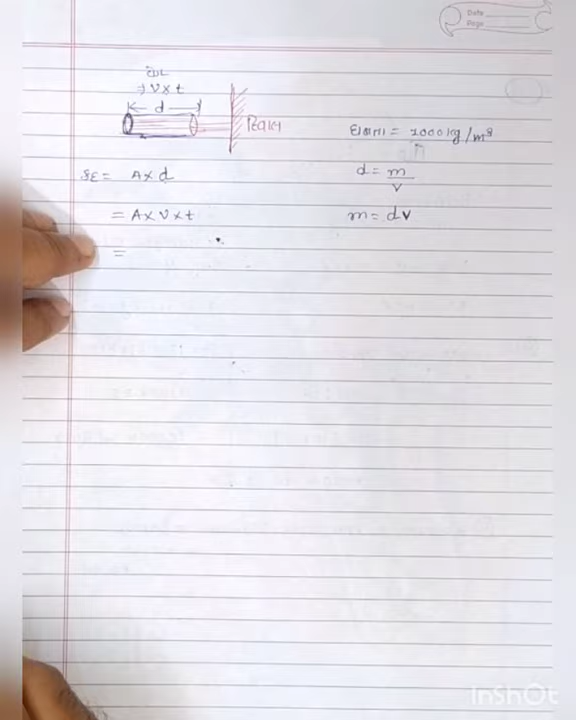 Date
Page
⇒ V×t
d
ઘનતા = 1000 kg/m³
= A×d
d = m/V
= A×V×t
m = dV
=
InShOt